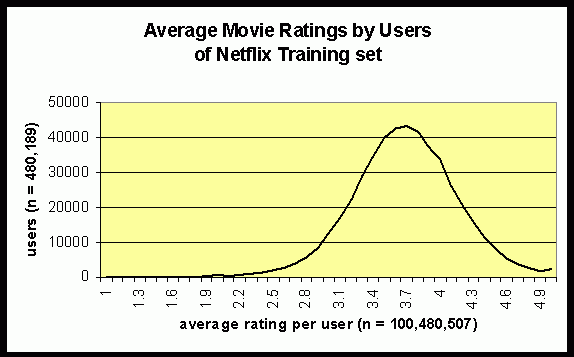 Average Movie Ratings by Users
of Netflix Training set
users (n = 480,189)
50000
40000
30000
20000
10000
0
1 1.3 1.6 1.9 2.2 2.5 2.8 3.1 3.4 3.7 4 4.3 4.6 4.9
average rating per user (n = 100,480,507)